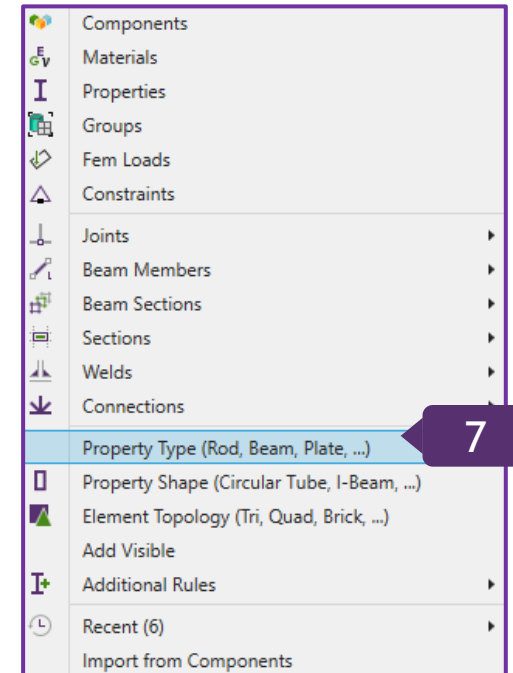 Components
Materials
Properties
Groups
Fem Loads
Constraints
Joints
Beam Members
Beam Sections
Sections
Welds
Connections
Property Type (Rod, Beam, Plate, ...)
7
Property Shape (Circular Tube, I-Beam, ...)
Element Topology (Tri, Quad, Brick, ...)
Add Visible
Additional Rules
Recent (6)
Import from Components